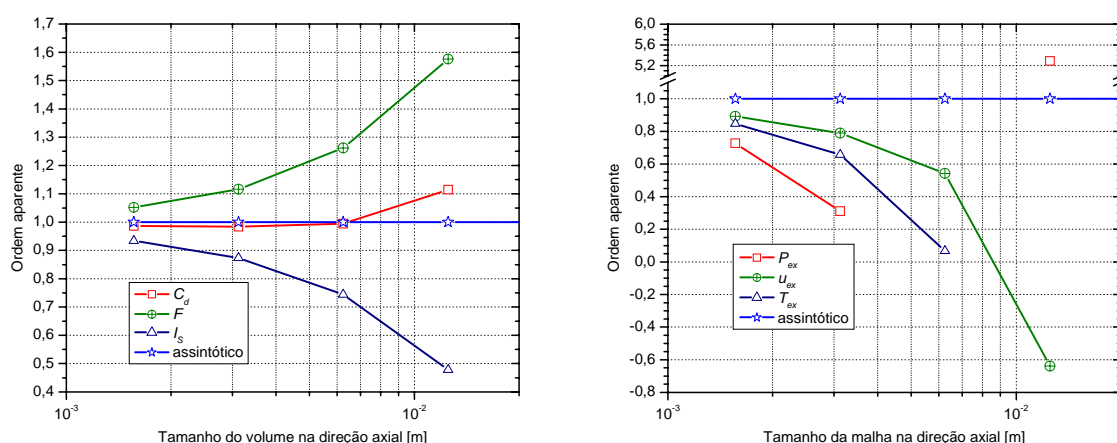 1,7
1,6
1,5
1,4
1,3
1,2
1,1
1,0
0,9
0,8
0,7
0,6
0,5
0,4
Ordem aparente
C_d
F
I_S
assintótico
10^-3
10^-2
Tamanho do volume na direção axial [m]
6,0
5,6
5,2
1,0
0,8
0,6
0,4
0,2
0,0
-0,2
-0,4
-0,6
-0,8
Ordem aparente
P_ex
u_ex
T_ex
assintótico
10^-3
10^-2
Tamanho da malha na direção axial [m]